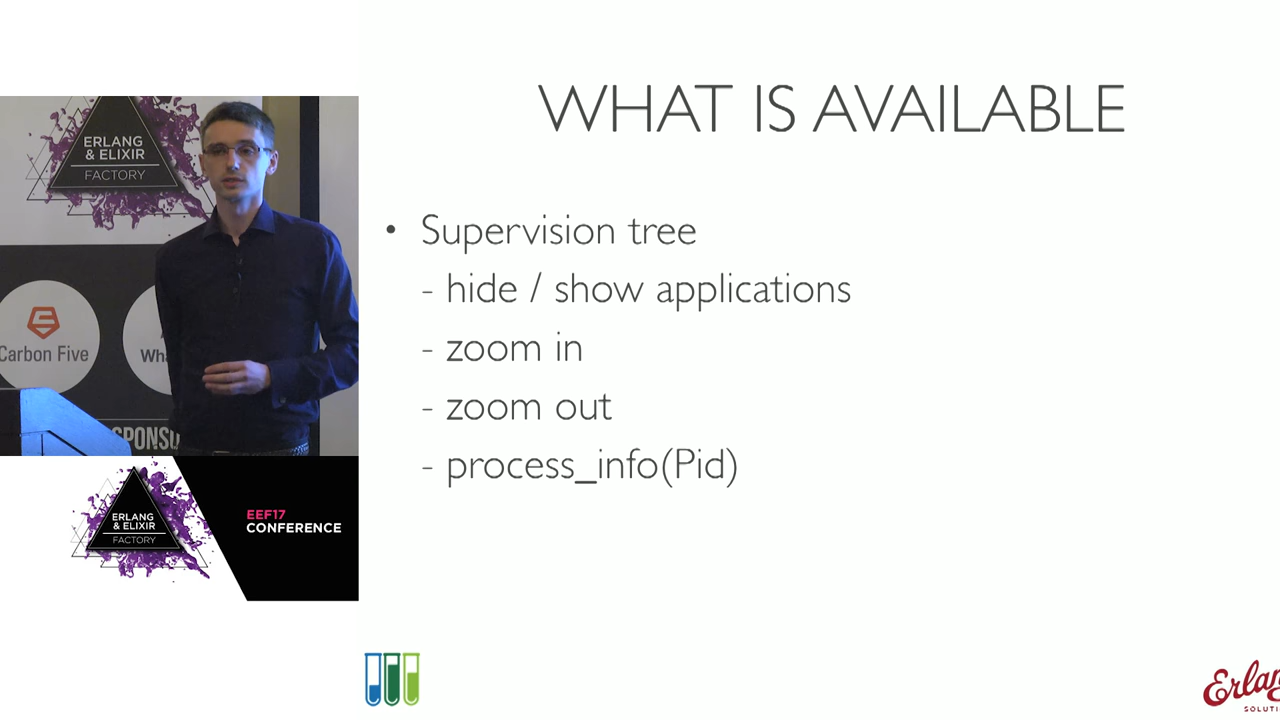 WHAT IS AVAILABLE
• Supervision tree
- hide / show applications
- zoom in
- zoom out
- process_info(Pid)
ERLANG
& ELIXIR
FACTORY
Carbon Five
ERLANG
& ELIXIR
FACTORY
EEF17
CONFERENCE